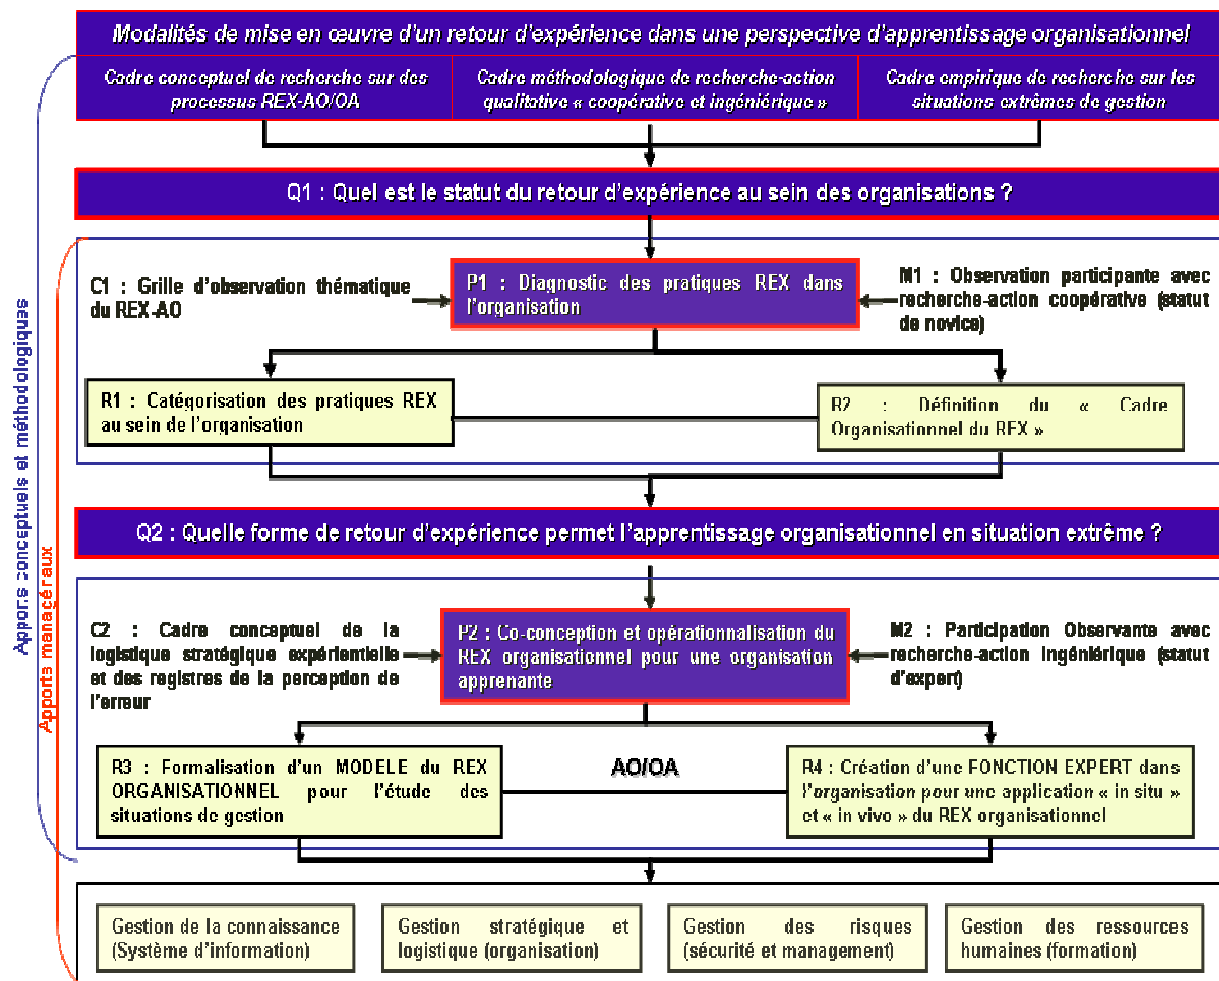 Modalités de mise en œuvre d'un retour d'expérience dans une perspective d'apprentissage organisationnel
Cadre conceptuel de recherche sur des
processus REX-AO/OA
Cadre méthodologique de recherche-action
qualitative « coopérative et ingéniérique »
Cadre empirique de recherche sur les
situations extrêmes de gestion
Q1 : Quel est le statut du retour d'expérience au sein des organisations ?
C1 : Grille d'observation thématique
du REX-AO
P1 : Diagnostic des pratiques REX dans
l'organisation
M1 : Observation participante avec
recherche-action coopérative (statut
de novice)
R1 : Catégorisation des pratiques REX
au sein de l'organisation
R2 : Définition du « Cadre
Organisationnel du REX »
Q2 : Quelle forme de retour d'expérience permet l'apprentissage organisationnel en situation extrême ?
C2 : Cadre conceptuel de la
logistique stratégique expérientielle
et des registres de la perception de
l'erreur
P2 : Co-conception et opérationnalisation du
REX organisationnel pour une organisation
apprenante
M2 : Participation Observante avec
recherche-action ingéniérique (statut
d'expert)
R3 : Formalisation d'un MODELE du REX
ORGANISATIONNEL pour l'étude des
situations de gestion
AO/OA
R4 : Création d'une FONCTION EXPERT dans
l'organisation pour une application « in situ »
et « in vivo » du REX organisationnel
Gestion de la connaissance
(Système d'information)
Gestion stratégique et
logistique (organisation)
Gestion des risques
(sécurité et management)
Gestion des ressources
humaines (formation)
Apports conceptuels et méthodologiques
Apports managéraux